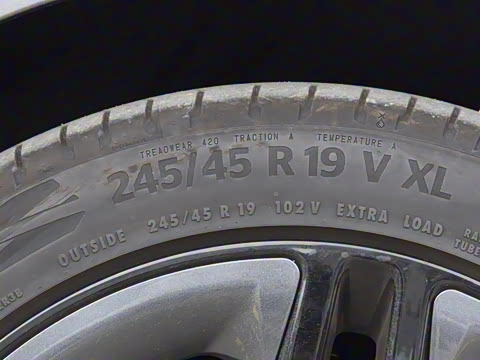 TREADWEAR 420 TRACTION A TEMPERATURE A
245/45 R 19 V XL
OUTSIDE 245/45 R 19 102 V EXTRA LOAD